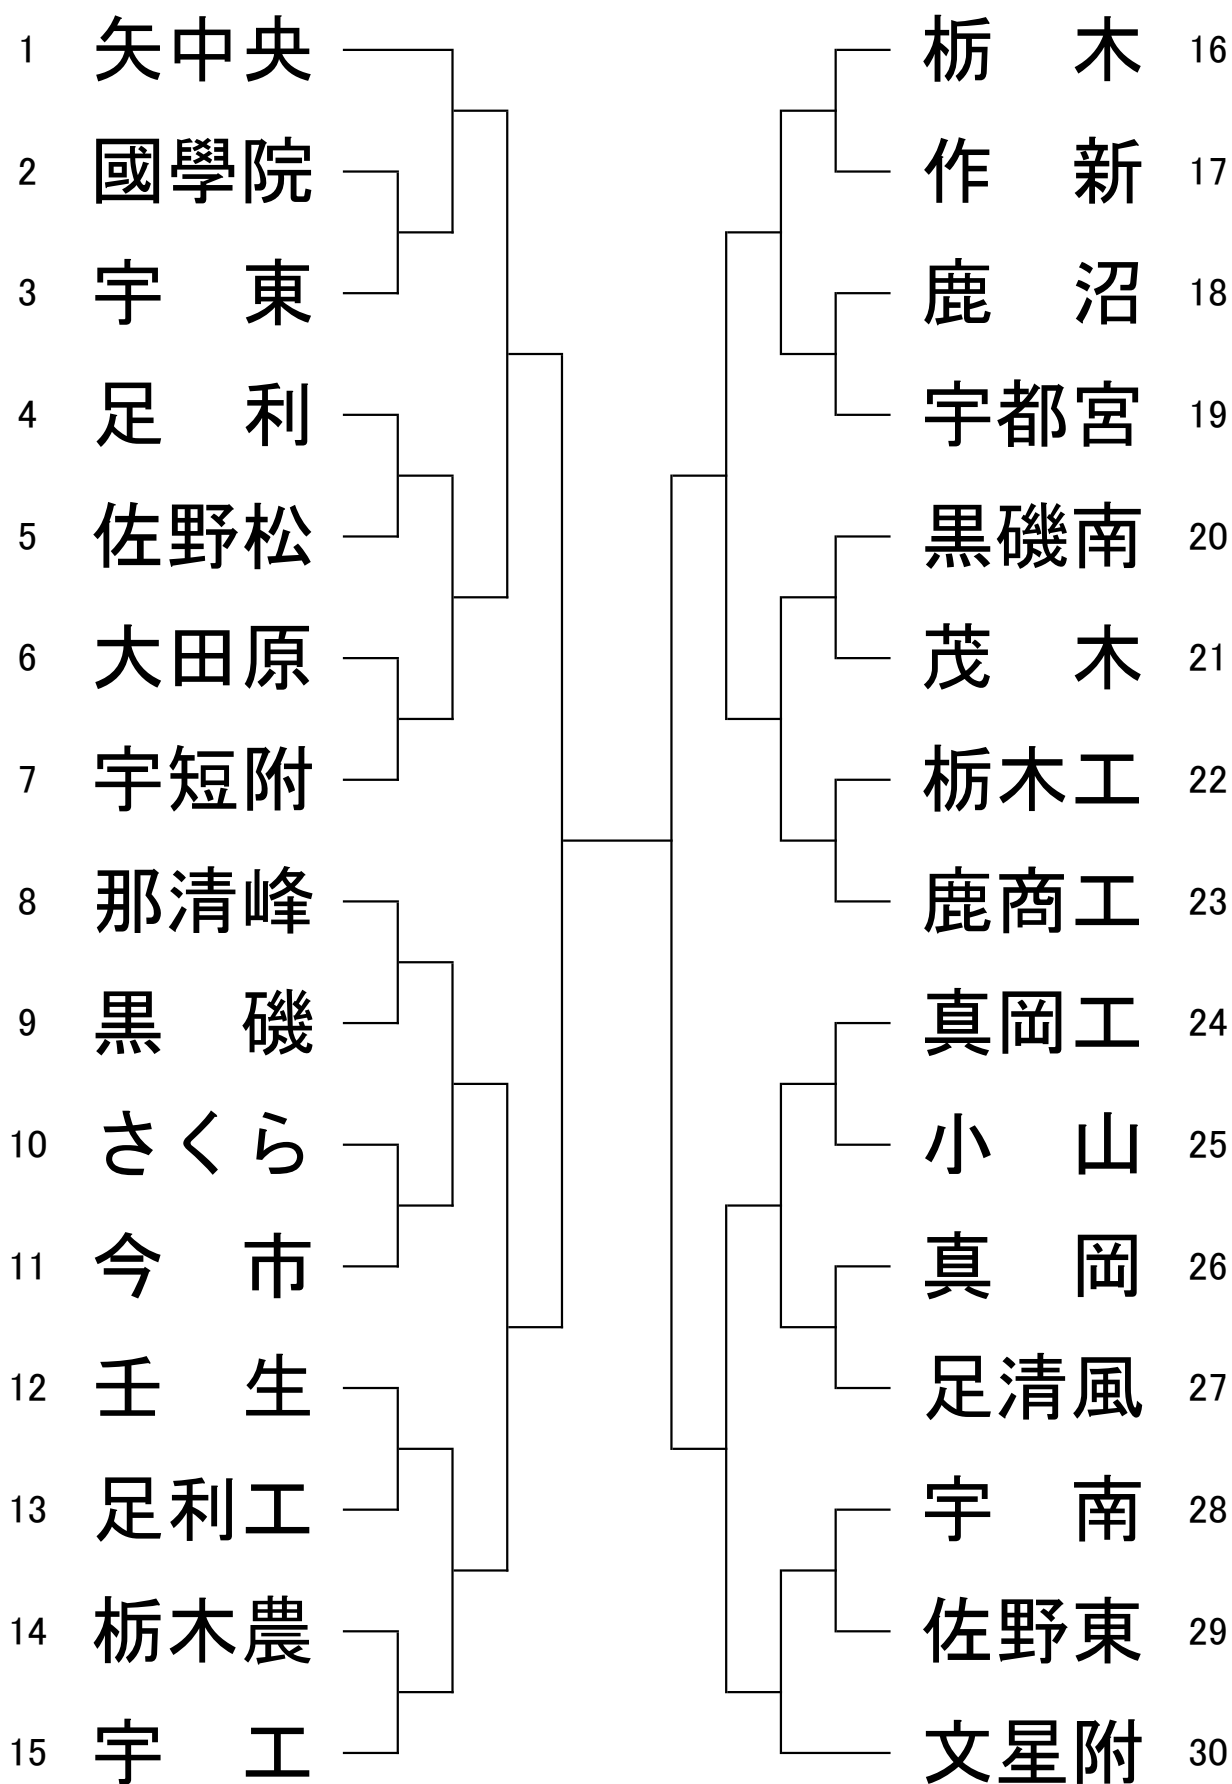 1 矢中央
2 國學院
3 宇東
4 足利
5 佐野松
6 大田原
7 宇短附
8 那清峰
9 黒磯
10 さくら
11 今市
12 壬生
13 足利工
14 栃木農
15 宇工
栃木 16
作新 17
鹿沼 18
宇都宮 19
黒磯南 20
茂木 21
栃木工 22
鹿商工 23
真岡工 24
小山 25
真岡 26
足清風 27
宇南 28
佐野東 29
文星附 30